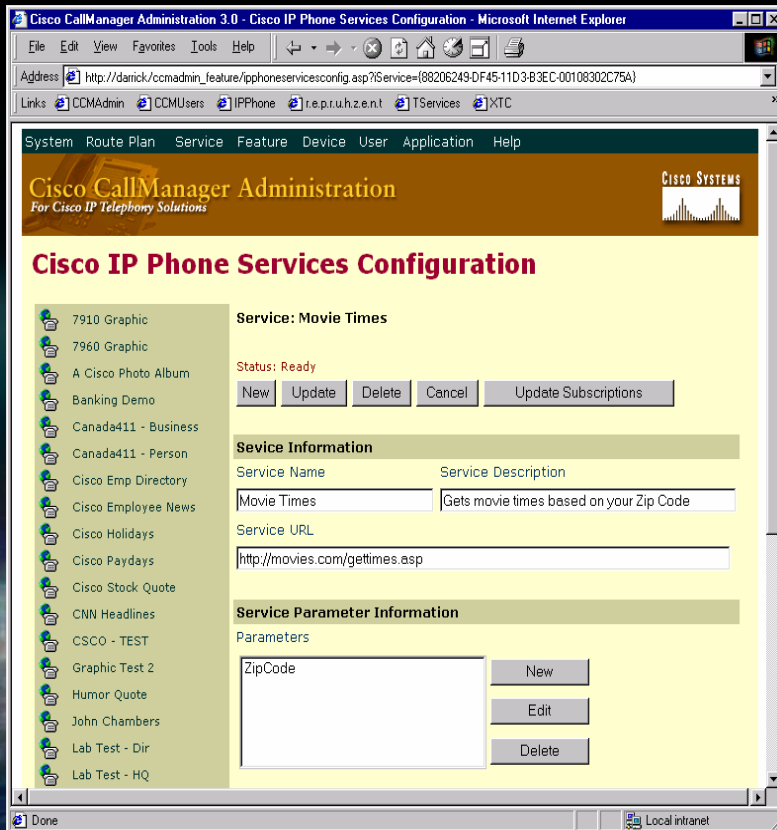 Cisco CallManager Administration 3.0 - Cisco IP Phone Services Configuration - Microsoft Internet Explorer
File Edit View Favorites Tools Help
Address http://darrick/ccmadmin_feature/ipphoneservicesconfig.asp?iService={88206249-DF45-11D3-B3EC-00108302C75A}
Links CCMAdmin CCMUsers IPPhone r.e.p.r.u.h.z.e.n.t TServices XTC »
System Route Plan Service Feature Device User Application Help
Cisco CallManager Administration
For Cisco IP Telephony Solutions
CISCO SYSTEMS
Cisco IP Phone Services Configuration
7910 Graphic
7960 Graphic
A Cisco Photo Album
Banking Demo
Canada411 - Business
Canada411 - Person
Cisco Emp Directory
Cisco Employee News
Cisco Holidays
Cisco Paydays
Cisco Stock Quote
CNN Headlines
CSCO - TEST
Graphic Test 2
Humor Quote
John Chambers
Lab Test - Dir
Lab Test - HQ
Service: Movie Times
Status: Ready
New Update Delete Cancel Update Subscriptions
Sevice Information
Service Name Service Description
Movie Times Gets movie times based on your Zip Code
Service URL
http://movies.com/gettimes.asp
Service Parameter Information
Parameters
ZipCode
New
Edit
Delete
Done Local intranet